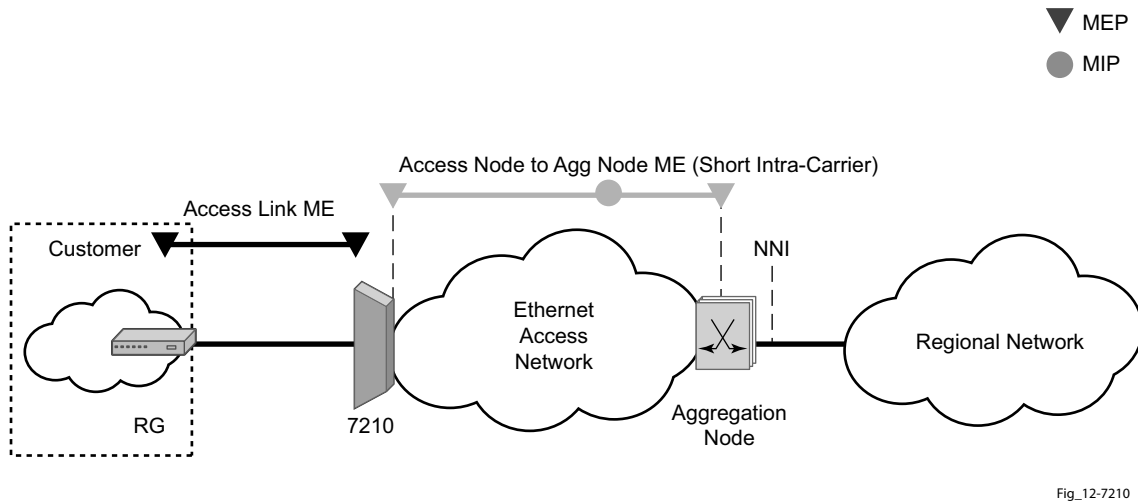 MEP
MIP
Access Node to Agg Node ME (Short Intra-Carrier)
Access Link ME
Customer
NNI
Ethernet
Access
Network
Regional Network
RG
7210
Aggregation
Node
Fig_12-7210